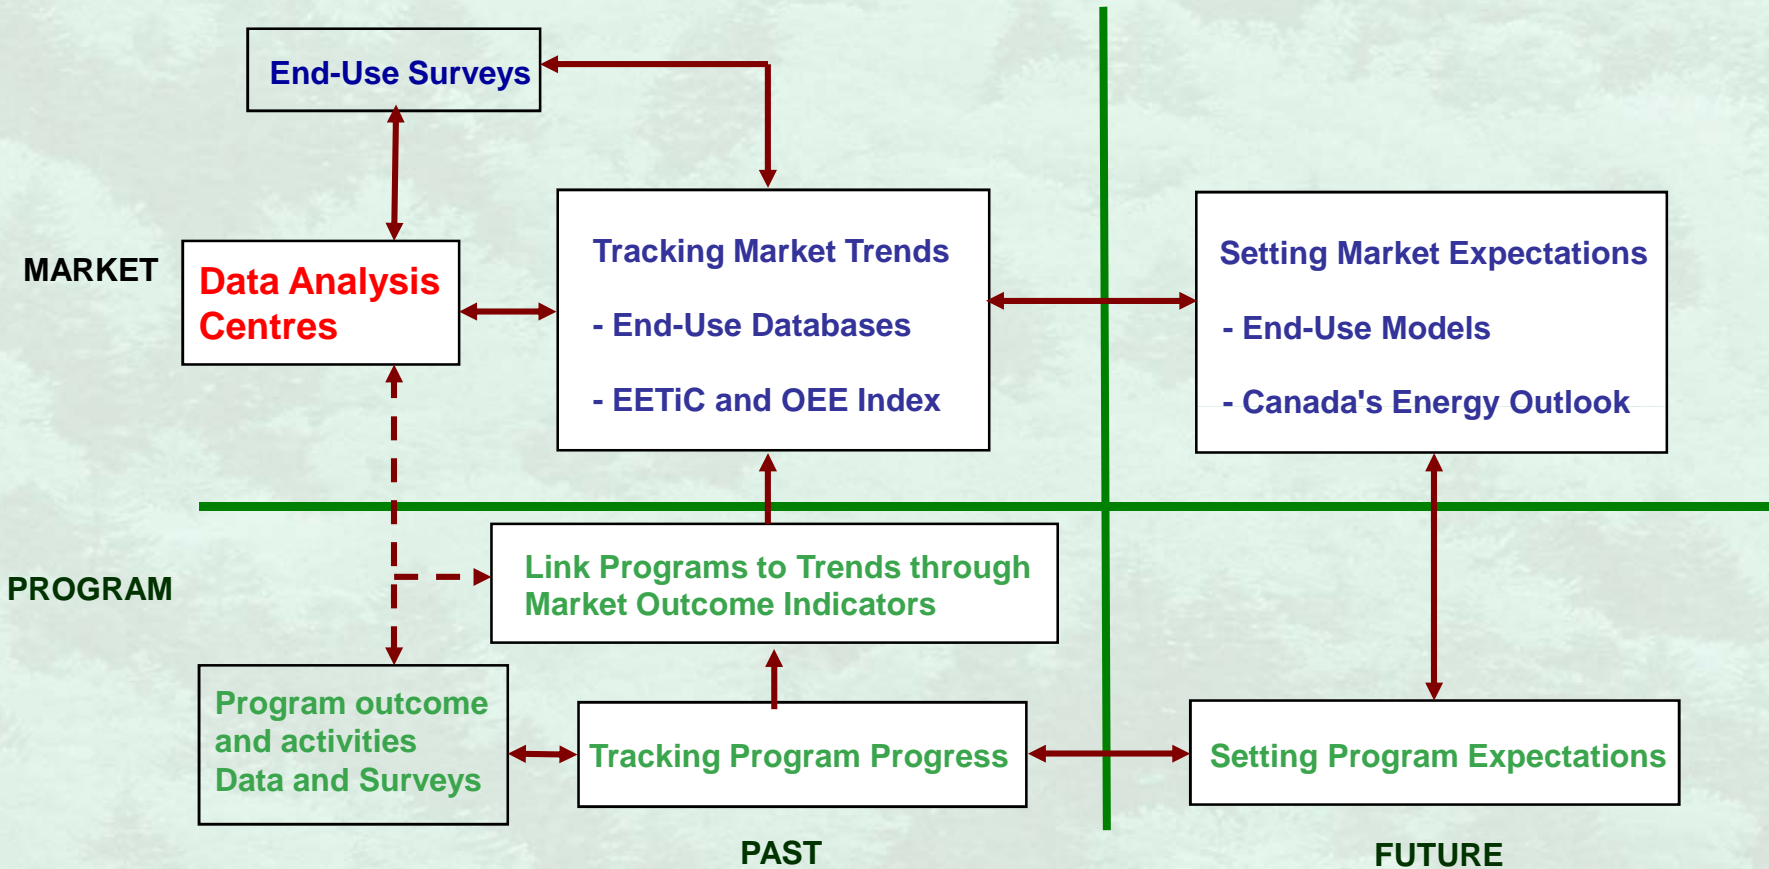 End-Use Surveys
MARKET
Data Analysis
Centres
Tracking Market Trends
- End-Use Databases
- EETiC and OEE Index
Setting Market Expectations
- End-Use Models
- Canada's Energy Outlook
PROGRAM
Link Programs to Trends through
Market Outcome Indicators
Program outcome
and activities
Data and Surveys
Tracking Program Progress
Setting Program Expectations
PAST
FUTURE